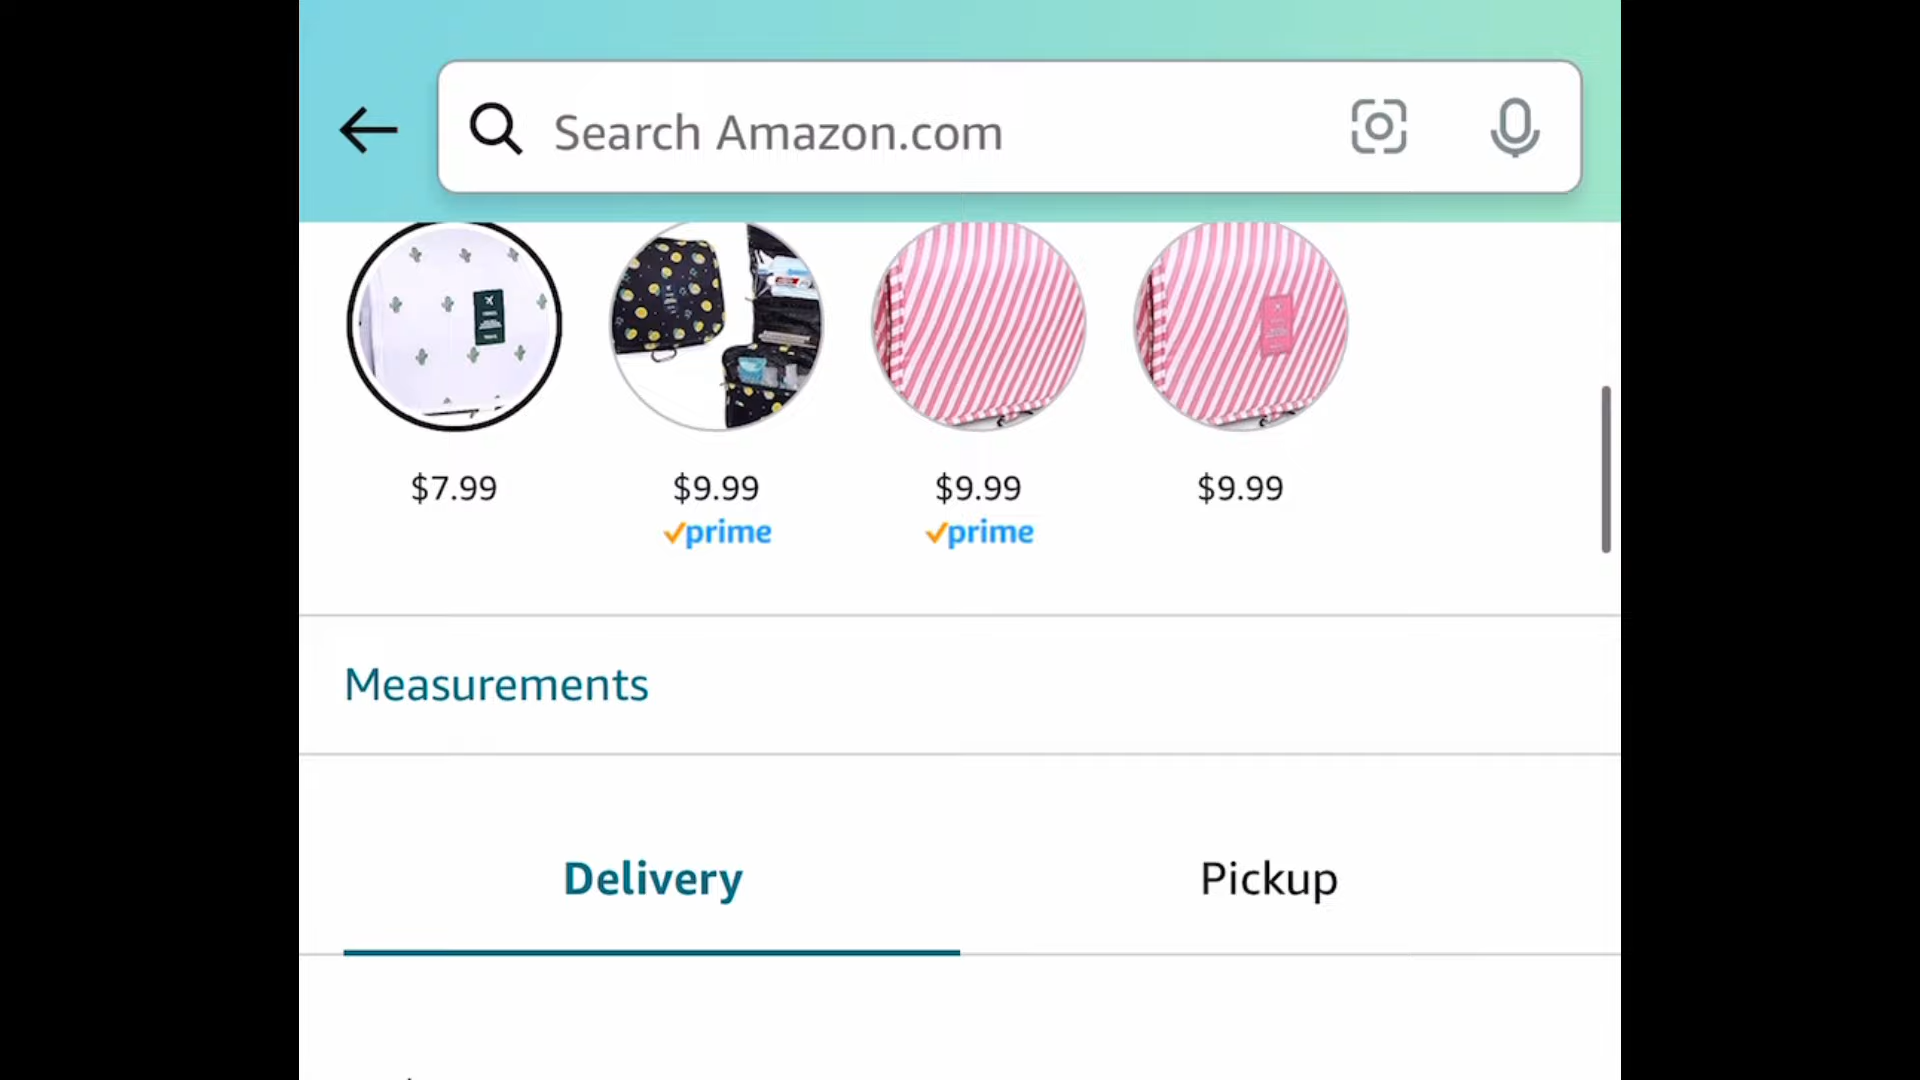 Search Amazon.com
$7.99 $9.99 $9.99 $9.99
prime prime
Measurements
Delivery Pickup